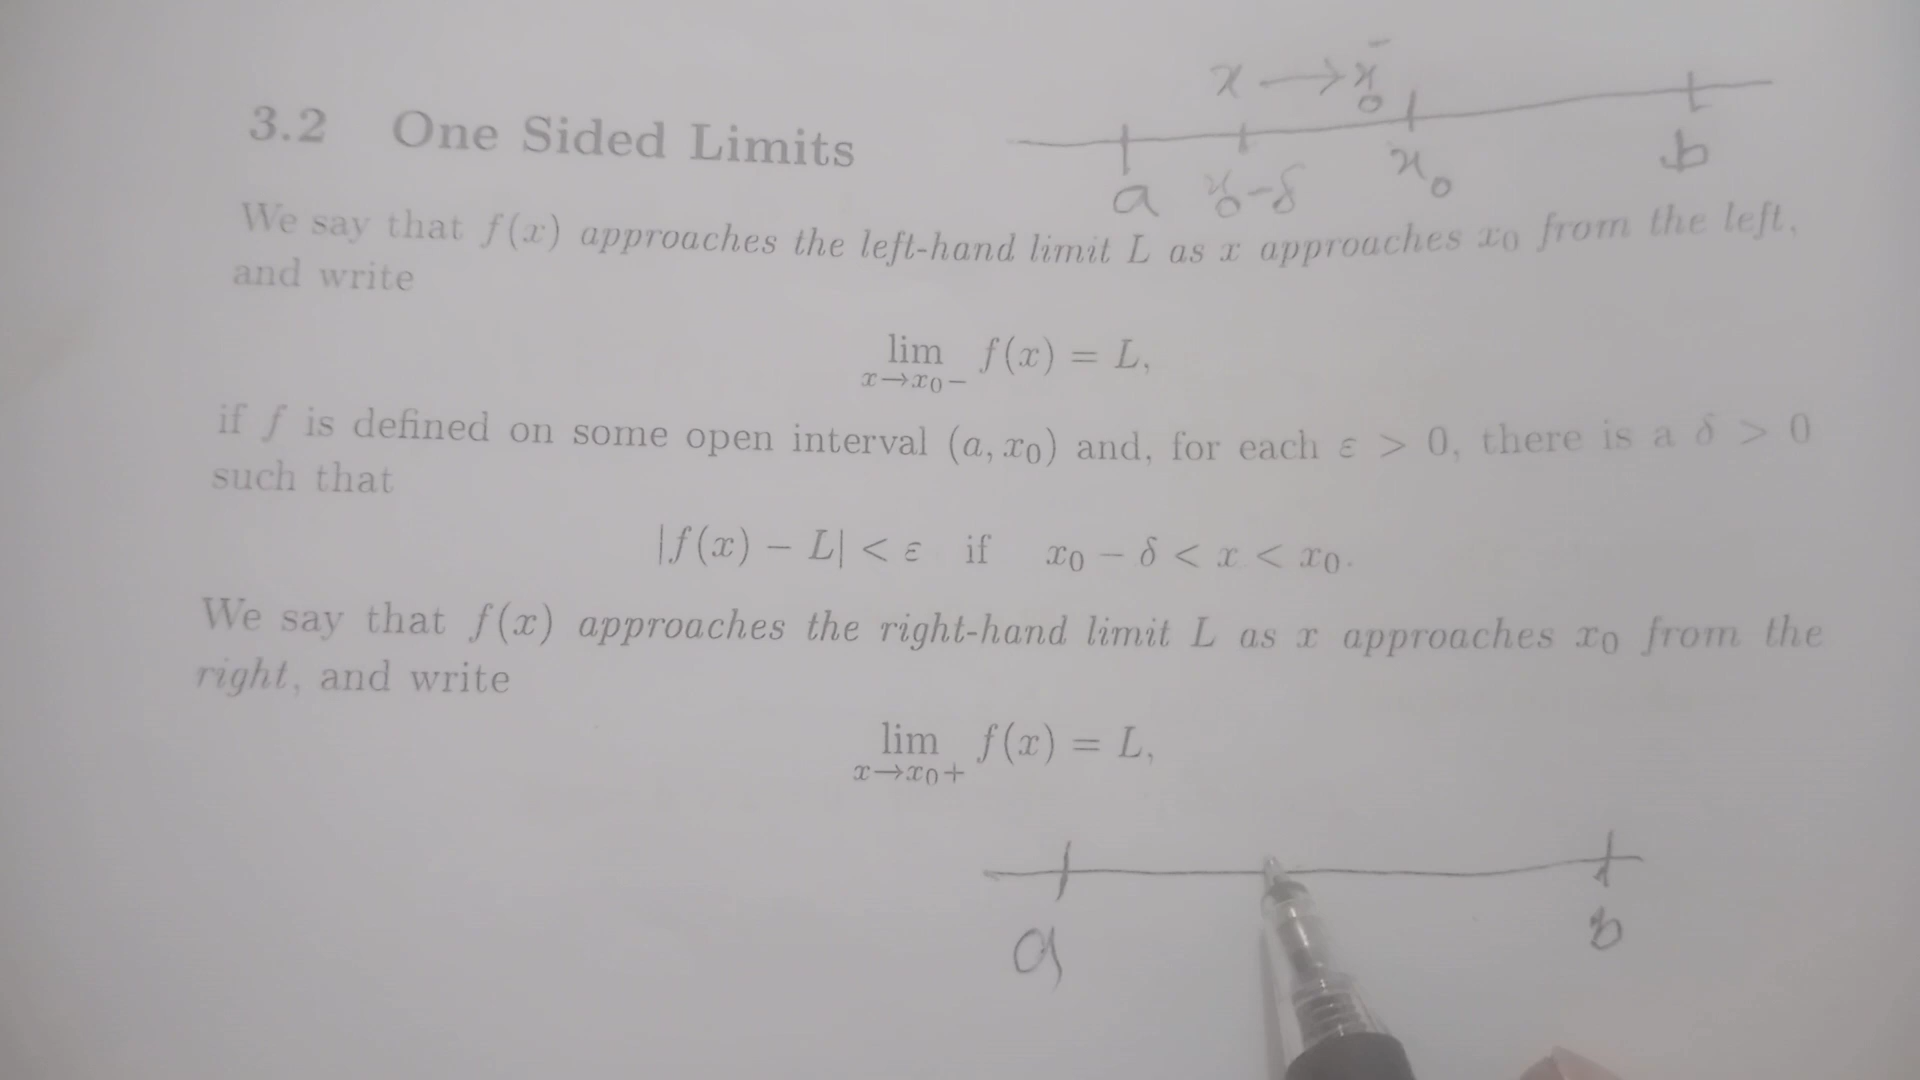 x → x₀⁻
3.2 One Sided Limits
a x₀-δ x₀ b
We say that f(x) approaches the left-hand limit L as x approaches x₀ from the left,
and write
lim f(x) = L,
x→x₀−
if f is defined on some open interval (a, x₀) and, for each ε > 0, there is a δ > 0
such that
|f(x) − L| < ε if x₀ − δ < x < x₀.
We say that f(x) approaches the right-hand limit L as x approaches x₀ from the
right, and write
lim f(x) = L,
x→x₀+
a b